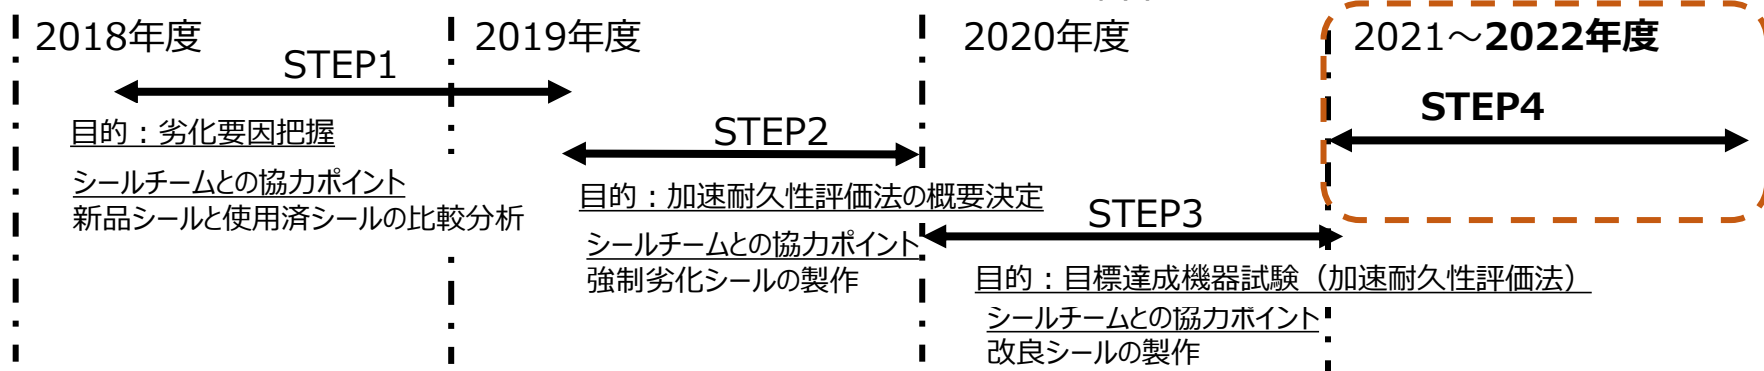 2018年度
STEP1
目的：劣化要因把握
シールチームとの協力ポイント
新品シールと使用済シールの比較分析
2019年度
STEP2
目的：加速耐久性評価法の概要決定
シールチームとの協力ポイント
強制劣化シールの製作
2020年度
STEP3
目的：目標達成機器試験（加速耐久性評価法）
シールチームとの協力ポイント
改良シールの製作
2021～2022年度
STEP4